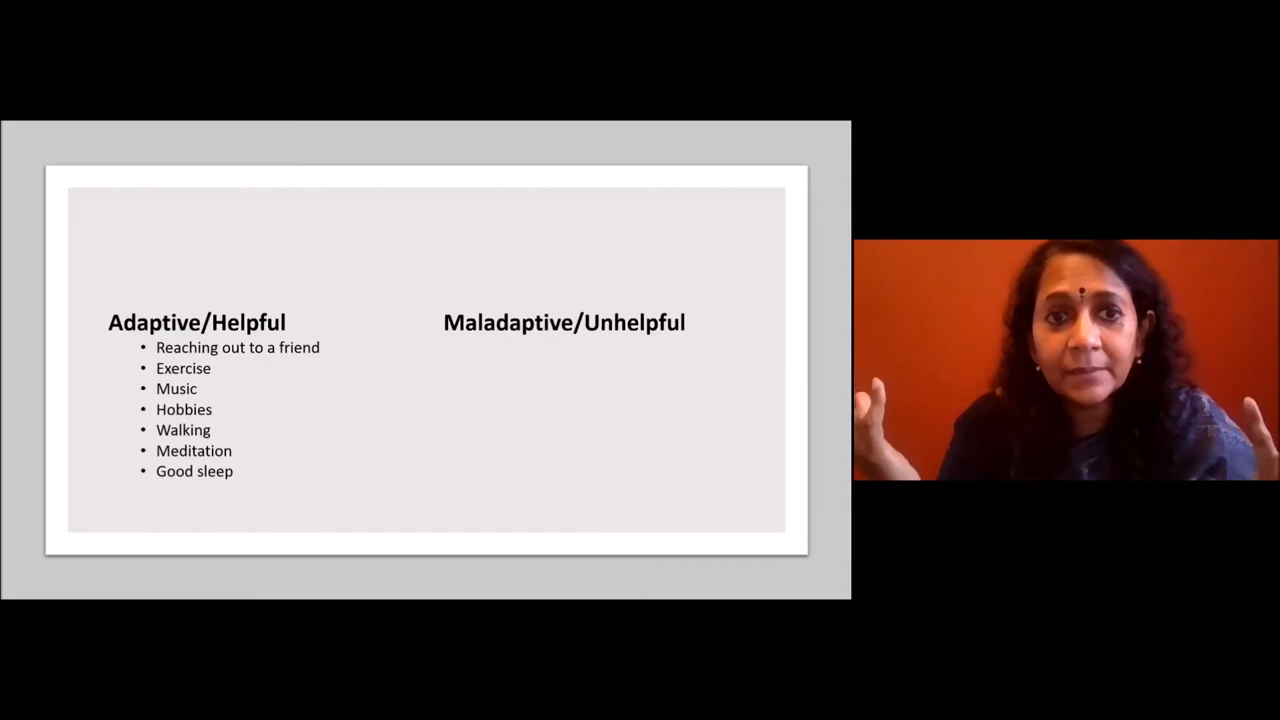 Adaptive/Helpful
• Reaching out to a friend
• Exercise
• Music
• Hobbies
• Walking
• Meditation
• Good sleep
Maladaptive/Unhelpful